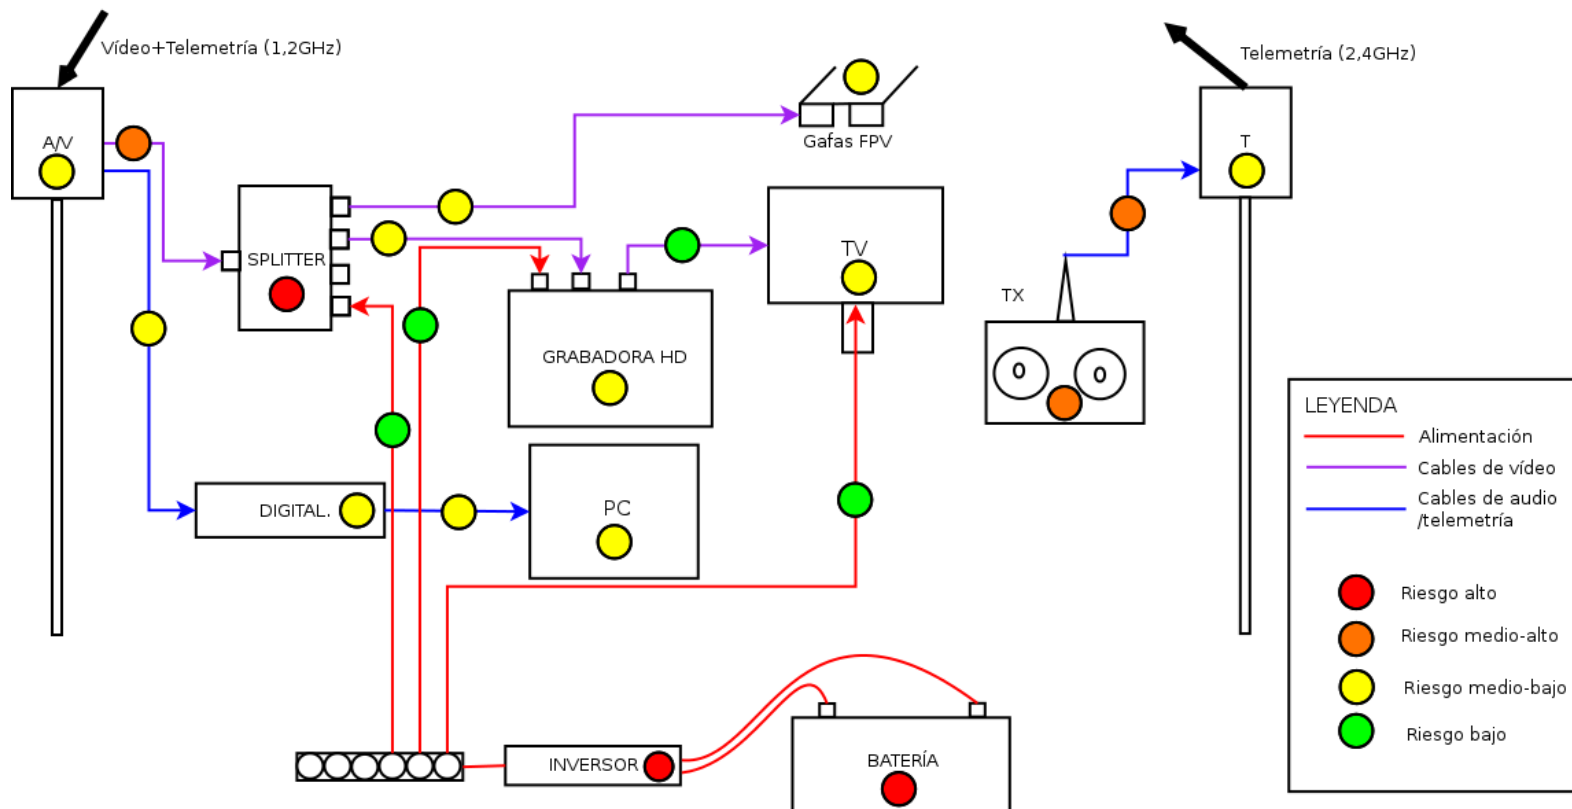 Vídeo+Telemetría (1,2GHz)
Telemetría (2,4GHz)
A/V
Gafas FPV
T
SPLITTER
TV
TX
GRABADORA HD
LEYENDA
Alimentación
Cables de vídeo
Cables de audio
/telemetría
DIGITAL.
PC
Riesgo alto
Riesgo medio-alto
Riesgo medio-bajo
Riesgo bajo
INVERSOR
BATERÍA